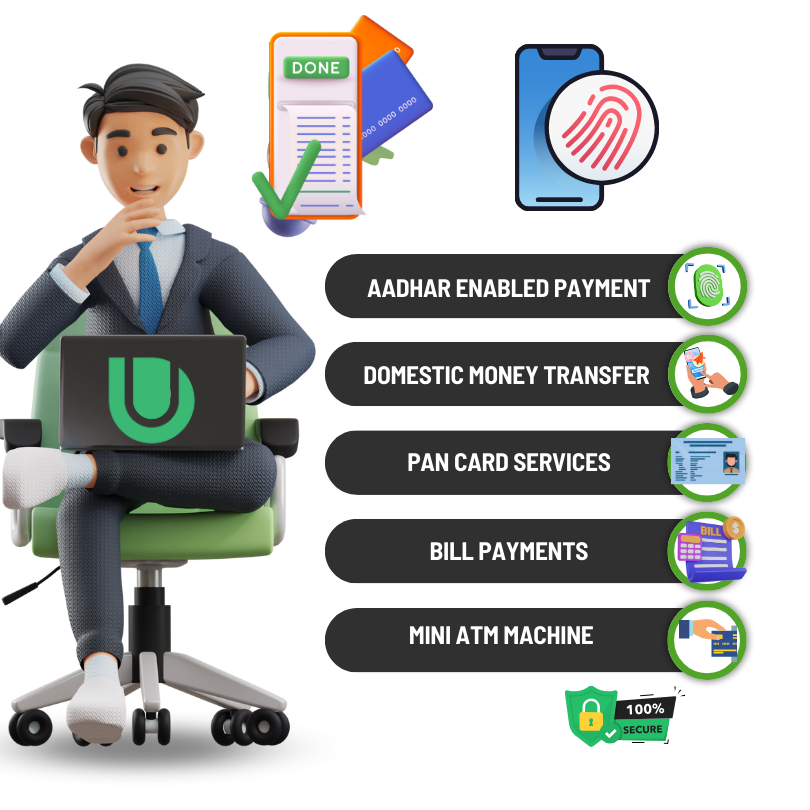 DONE
0000 0000 0000
AADHAR ENABLED PAYMENT
DOMESTIC MONEY TRANSFER
PAN CARD SERVICES
BILL
BILL PAYMENTS
MINI ATM MACHINE
100%
SECURE